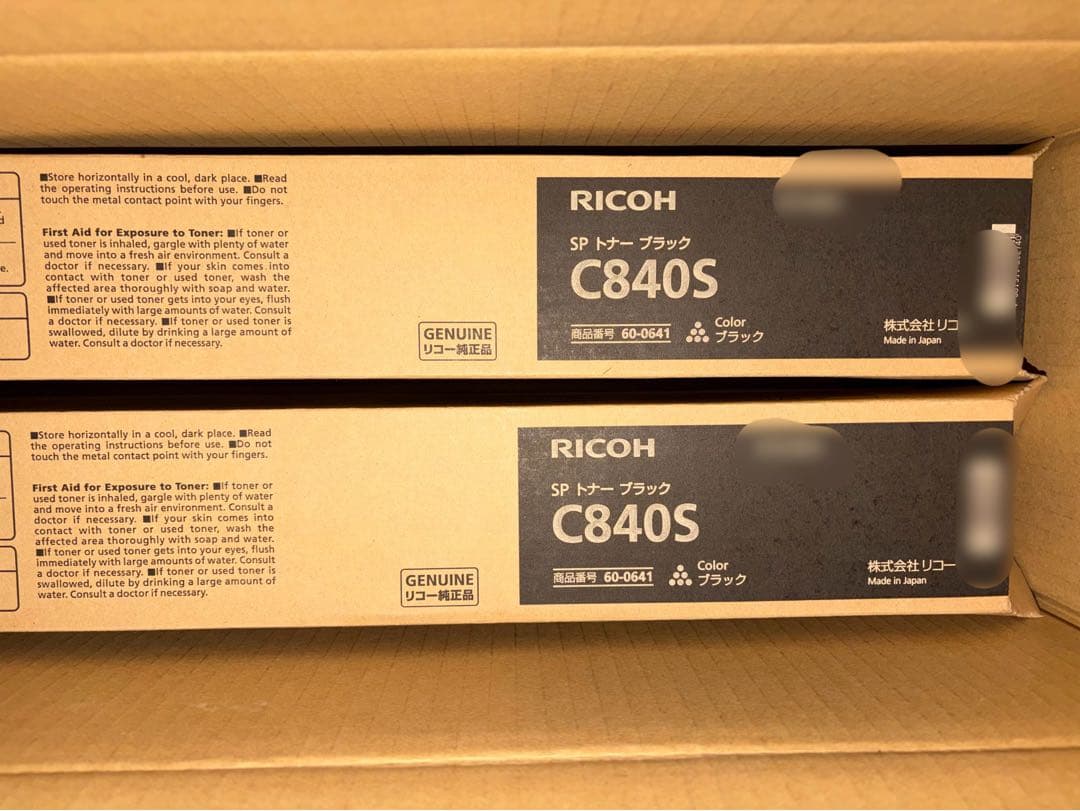 ■Store horizontally in a cool, dark place. ■Read
the operating instructions before use. ■Do not
touch the metal contact point with your fingers.
First Aid for Exposure to Toner: ■If toner or
used toner is inhaled, gargle with plenty of water
and move into a fresh air environment. Consult a
doctor if necessary. ■If your skin comes into
contact with toner or used toner, wash the
affected area thoroughly with soap and water.
■If toner or used toner gets into your eyes, flush
immediately with large amounts of water. Consult
a doctor if necessary. ■If toner or used toner is
swallowed, dilute by drinking a large amount of
water. Consult a doctor if necessary.
GENUINE
リコー純正品
RICOH
SP トナー ブラック
C840S
商品番号 60-0641
Color
ブラック
株式会社リコ
Made in Japan
■Store horizontally in a cool, dark place. ■Read
the operating instructions before use. ■Do not
touch the metal contact point with your fingers.
First Aid for Exposure to Toner: ■If toner or
used toner is inhaled, gargle with plenty of water
and move into a fresh air environment. Consult a
doctor if necessary. ■If your skin comes into
contact with toner or used toner, wash the
affected area thoroughly with soap and water.
■If toner or used toner gets into your eyes, flush
immediately with large amounts of water. Consult
a doctor if necessary. ■If toner or used toner is
swallowed, dilute by drinking a large amount of
water. Consult a doctor if necessary.
GENUINE
リコー純正品
RICOH
SP トナー ブラック
C840S
商品番号 60-0641
Color
ブラック
株式会社リコー
Made in Japan